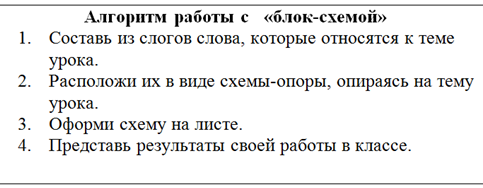 Алгоритм работы с «блок-схемой»
1. Составь из слогов слова, которые относятся к теме
урока.
2. Расположи их в виде схемы-опоры, опираясь на тему
урока.
3. Оформи схему на листе.
4. Представь результаты своей работы в классе.